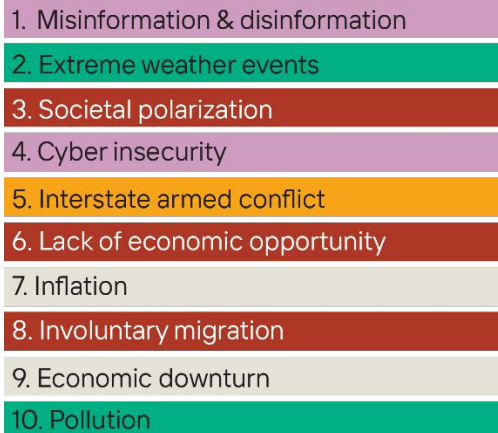 1. Misinformation & disinformation
2. Extreme weather events
3. Societal polarization
4. Cyber insecurity
5. Interstate armed conflict
6. Lack of economic opportunity
7. Inflation
8. Involuntary migration
9. Economic downturn
10. Pollution